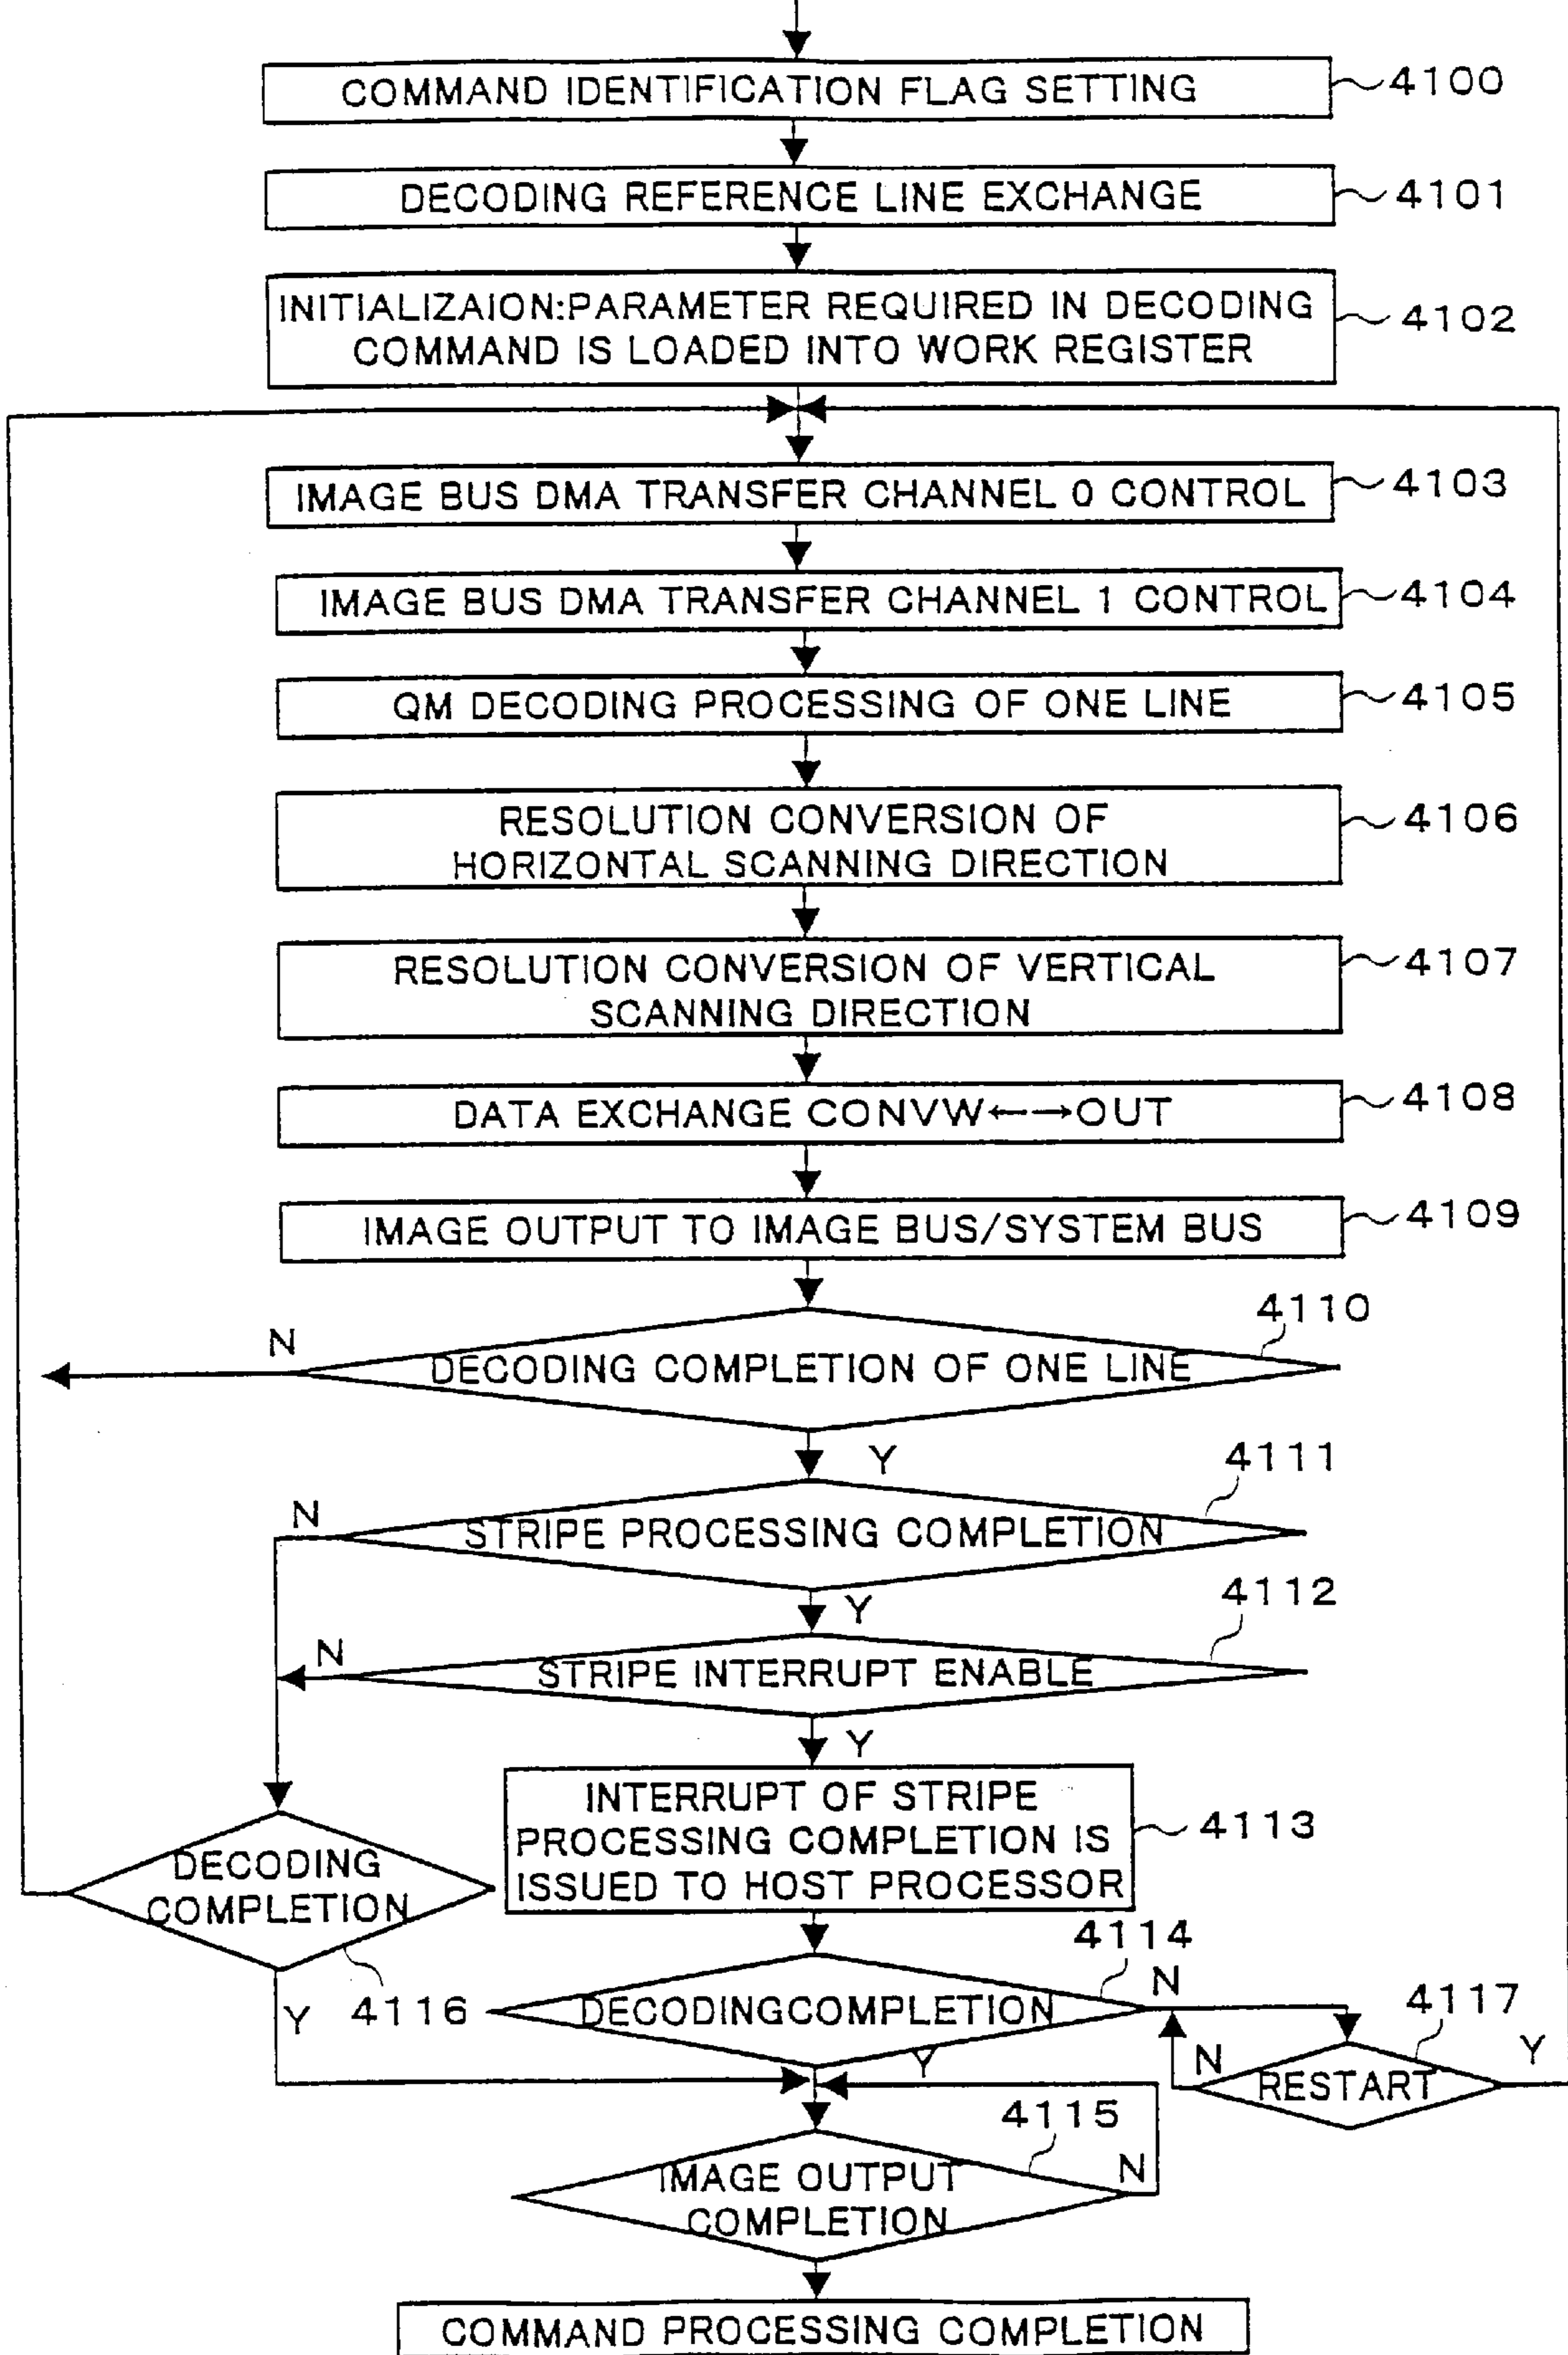 COMMAND IDENTIFICATION FLAG SETTING
4100
DECODING REFERENCE LINE EXCHANGE
4101
INITIALIZAION:PARAMETER REQUIRED IN DECODING
COMMAND IS LOADED INTO WORK REGISTER
4102
IMAGE BUS DMA TRANSFER CHANNEL 0 CONTROL
4103
IMAGE BUS DMA TRANSFER CHANNEL 1 CONTROL
4104
QM DECODING PROCESSING OF ONE LINE
4105
RESOLUTION CONVERSION OF
HORIZONTAL SCANNING DIRECTION
4106
RESOLUTION CONVERSION OF VERTICAL
SCANNING DIRECTION
4107
DATA EXCHANGE CONVW←→OUT
4108
IMAGE OUTPUT TO IMAGE BUS/SYSTEM BUS
4109
4110
N
DECODING COMPLETION OF ONE LINE
Y
4111
N
STRIPE PROCESSING COMPLETION
Y
4112
N
STRIPE INTERRUPT ENABLE
Y
INTERRUPT OF STRIPE
PROCESSING COMPLETION IS
ISSUED TO HOST PROCESSOR
4113
DECODING
COMPLETION
4116
Y
4114
DECODINGCOMPLETION
N
Y
4117
N
RESTART
Y
4115
IMAGE OUTPUT
COMPLETION
N
COMMAND PROCESSING COMPLETION